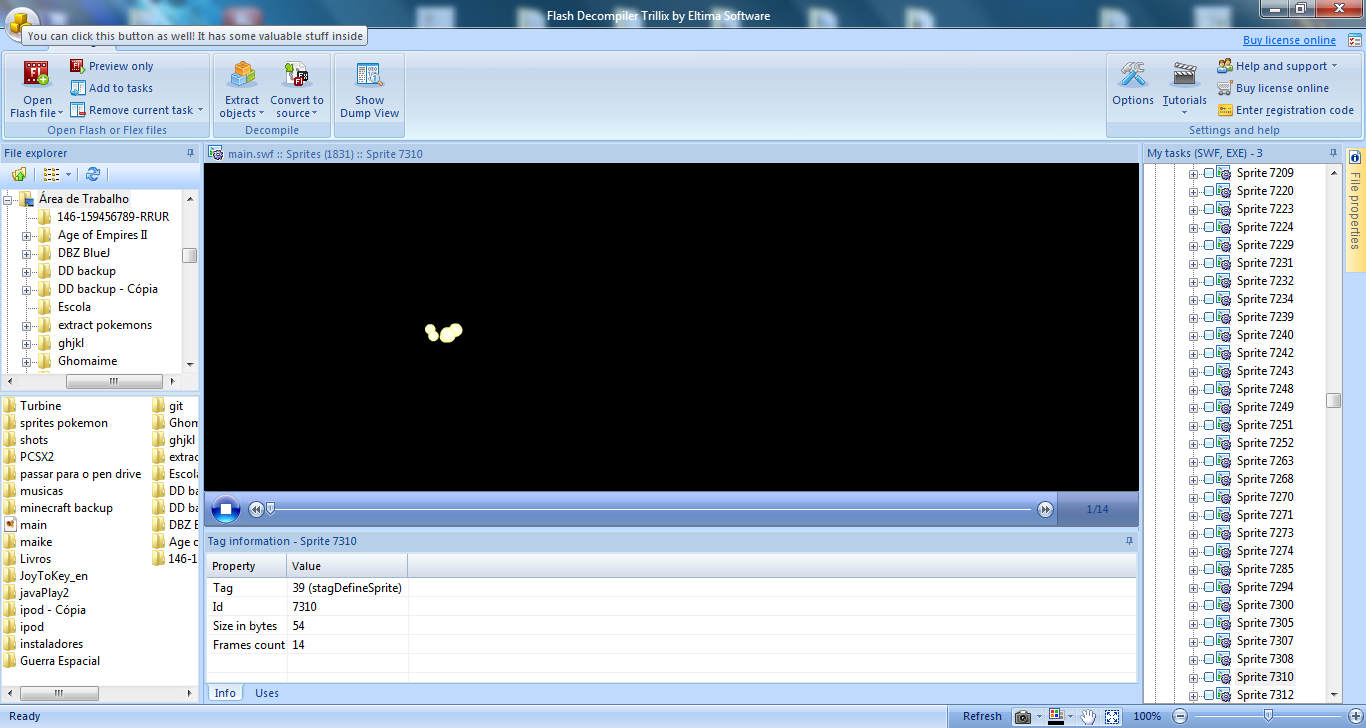 Flash Decompiler Trillix by Eltima Software
You can click this button as well! It has some valuable stuff inside
Buy license online
Open
Flash file
Preview only
Add to tasks
Remove current task
Open Flash or Flex files
Extract
objects
Convert to
source
Decompile
Show
Dump View
Options
Tutorials
Help and support
Buy license online
Enter registration code
Settings and help
File explorer
Área de Trabalho
146-159456789-RRUR
Age of Empires II
DBZ BlueJ
DD backup
DD backup - Cópia
Escola
extract pokemons
ghjkl
Ghomaime
Turbine
sprites pokemon
shots
PCSX2
passar para o pen drive
musicas
minecraft backup
main
maike
Livros
JoyToKey_en
javaPlay2
ipod - Cópia
ipod
instaladores
Guerra Espacial
git
Ghom
ghjkl
extrac
Escola
DD ba
DD ba
DBZ B
Age o
146-1
main.swf :: Sprites (1831) :: Sprite 7310
1/14
Tag information - Sprite 7310
Property Value
Tag 39 (stagDefineSprite)
Id 7310
Size in bytes 54
Frames count 14
Info Uses
My tasks (SWF, EXE) - 3
Sprite 7209
Sprite 7220
Sprite 7223
Sprite 7224
Sprite 7229
Sprite 7231
Sprite 7232
Sprite 7234
Sprite 7239
Sprite 7240
Sprite 7242
Sprite 7243
Sprite 7248
Sprite 7249
Sprite 7251
Sprite 7252
Sprite 7263
Sprite 7268
Sprite 7270
Sprite 7271
Sprite 7273
Sprite 7274
Sprite 7285
Sprite 7294
Sprite 7300
Sprite 7305
Sprite 7307
Sprite 7308
Sprite 7310
Sprite 7312
File properties
Ready
Refresh
100%